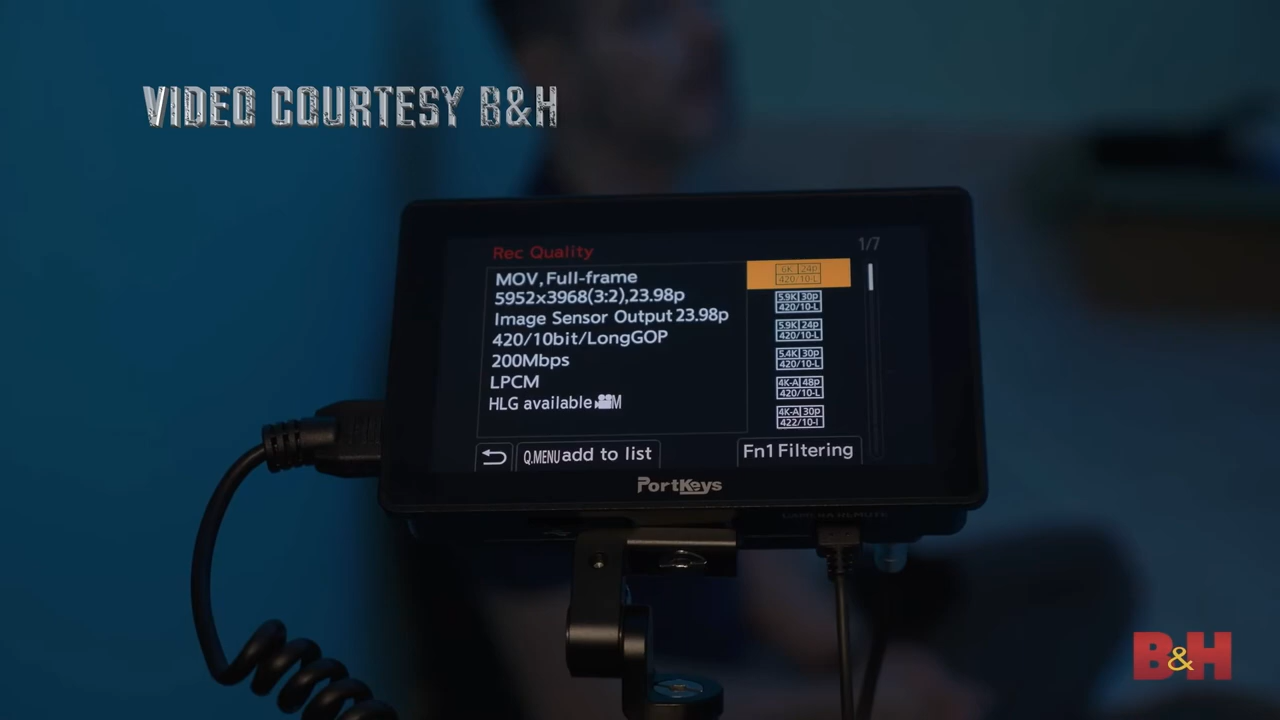 VIDEO COURTESY B&H
Rec Quality
1/7
MOV,Full-frame
5952x3968(3:2),23.98p
Image Sensor Output 23.98p
420/10bit/LongGOP
200Mbps
LPCM
HLG available M
6K 24p
420/10-L
5.9K 30p
420/10-L
5.9K 24p
420/10-L
5.4K 30p
420/10-L
4K-A 48p
420/10-L
4K-A 30p
422/10-I
Q.MENU add to list
Fn1 Filtering
PortKeys
CAMERA REMOTE
B&H